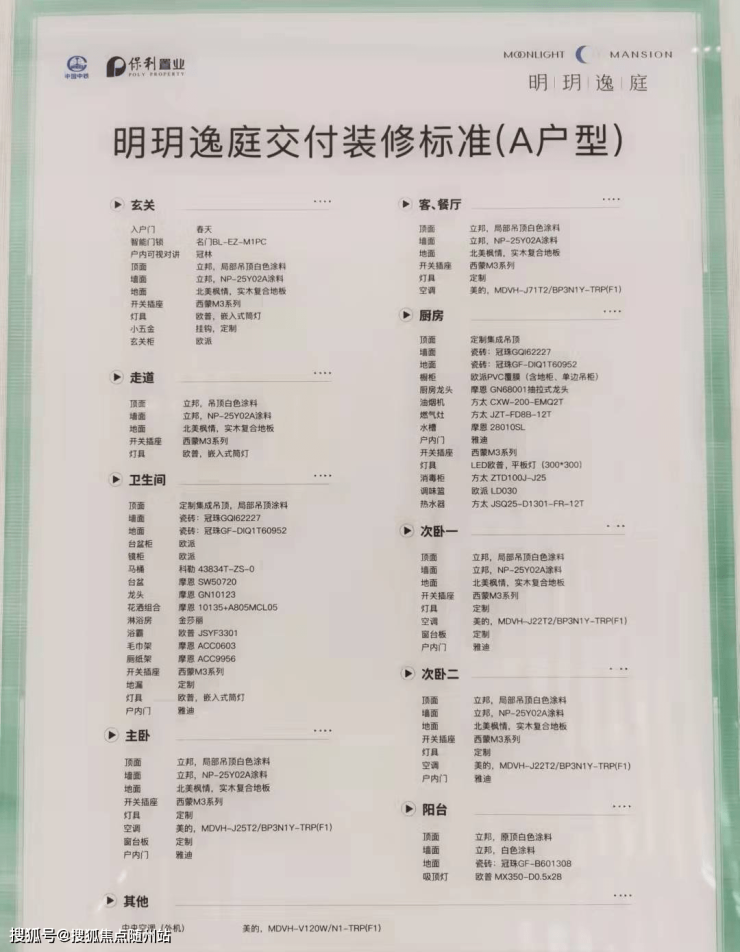 中国中铁
保利置业
POLY PROPERTY
MOONLIGHT MANSION
明玥逸庭
明玥逸庭交付装修标准(A户型)
玄关
入户门 春天
智能门锁 名门BL-EZ-M1PC
户内可视对讲 冠林
顶面 立邦，局部吊顶白色涂料
墙面 立邦，NP-25Y02A涂料
地面 北美枫情，实木复合地板
开关插座 西蒙M3系列
灯具 欧普，嵌入式筒灯
小五金 挂钩，定制
玄关柜 欧派
走道
顶面 立邦，吊顶白色涂料
墙面 立邦，NP-25Y02A涂料
地面 北美枫情，实木复合地板
开关插座 西蒙M3系列
灯具 欧普，嵌入式筒灯
卫生间
顶面 定制集成吊顶，局部吊顶涂料
墙面 瓷砖：冠珠GQI62227
地面 瓷砖：冠珠GF-DIQ1T60952
台盆柜 欧派
镜柜 欧派
马桶 科勒 43834T-ZS-0
台盆 摩恩 SW50720
龙头 摩恩 GN10123
花洒组合 摩恩 10135+A805MCL05
淋浴房 金莎丽
浴霸 欧普 JSYF3301
毛巾架 摩恩 ACC0603
厕纸架 摩恩 ACC9956
开关插座 西蒙M3系列
地漏 定制
灯具 欧普，嵌入式筒灯
户内门 雅迪
主卧
顶面 立邦，局部吊顶白色涂料
墙面 立邦，NP-25Y02A涂料
地面 北美枫情，实木复合地板
开关插座 西蒙M3系列
灯具 定制
空调 美的，MDVH-J25T2/BP3N1Y-TRP(F1)
窗台板 定制
户内门 雅迪
其他
中央空调（外机） 美的，MDVH-V120W/N1-TRP(F1)
客、餐厅
顶面 立邦，局部吊顶白色涂料
墙面 立邦，NP-25Y02A涂料
地面 北美枫情，实木复合地板
开关插座 西蒙M3系列
灯具 定制
空调 美的，MDVH-J71T2/BP3N1Y-TRP(F1)
厨房
顶面 定制集成吊顶
墙面 瓷砖：冠珠GQI62227
地面 瓷砖：冠珠GF-DIQ1T60952
橱柜 欧派PVC覆膜（含地柜、单边吊柜）
厨房龙头 摩恩 GN68001抽拉式龙头
油烟机 方太 CXW-200-EMQ2T
燃气灶 方太 JZT-FD8B-12T
水槽 摩恩 28010SL
户内门 雅迪
开关插座 西蒙M3系列
灯具 LED欧普，平板灯（300*300）
消毒柜 方太 ZTD100J-J25
调味篮 欧派 LD030
热水器 方太 JSQ25-D1301-FR-12T
次卧一
顶面 立邦，局部吊顶白色涂料
墙面 立邦，NP-25Y02A涂料
地面 北美枫情，实木复合地板
开关插座 西蒙M3系列
灯具 定制
空调 美的，MDVH-J22T2/BP3N1Y-TRP(F1)
窗台板 定制
户内门 雅迪
次卧二
顶面 立邦，局部吊顶白色涂料
墙面 立邦，NP-25Y02A涂料
地面 北美枫情，实木复合地板
开关插座 西蒙M3系列
灯具 定制
空调 美的，MDVH-J22T2/BP3N1Y-TRP(F1)
户内门 雅迪
阳台
顶面 立邦，原顶白色涂料
墙面 立邦，白色涂料
地面 瓷砖：冠珠GF-B601308
吸顶灯 欧普 MX350-D0.5x28
搜狐号@搜狐焦点随州站